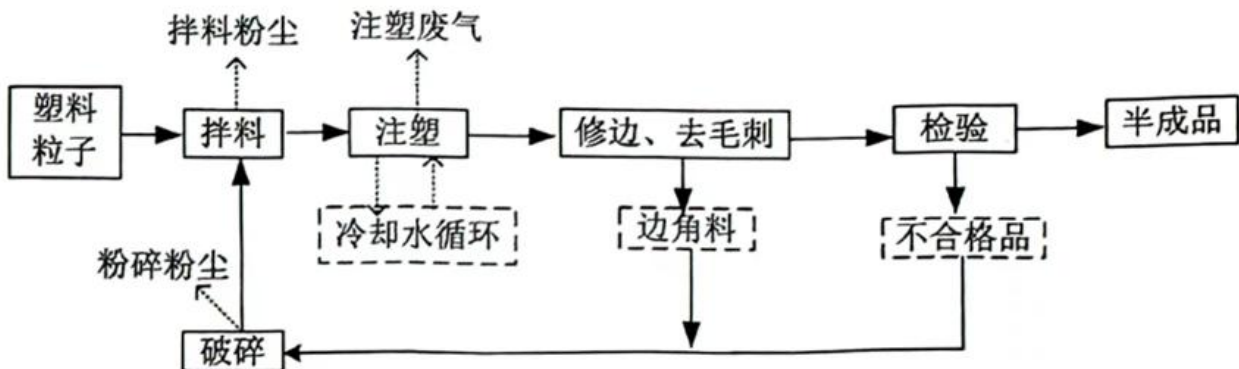 拌料粉尘
注塑废气
塑料
粒子
拌料
注塑
修边、去毛刺
检验
半成品
冷却水循环
边角料
不合格品
粉碎粉尘
破碎